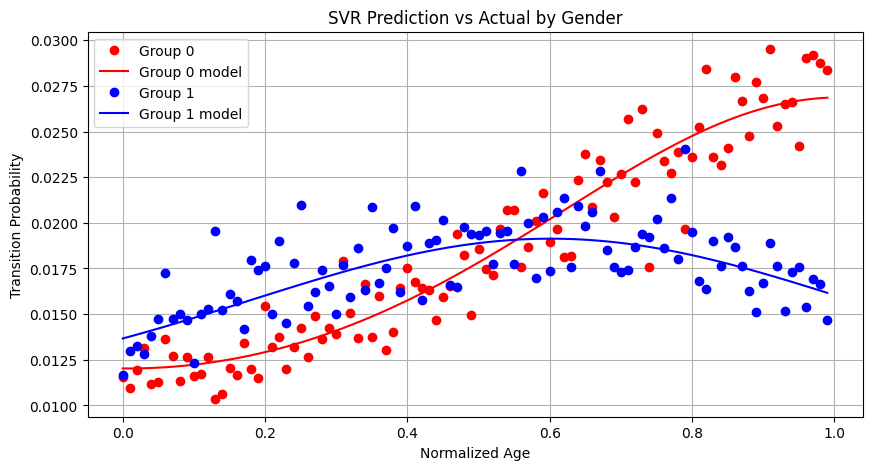 SVR Prediction vs Actual by Gender
0.0300
0.0275
0.0250
0.0225
0.0200
0.0175
0.0150
0.0125
0.0100
Transition Probability
Group 0
Group 0 model
Group 1
Group 1 model
0.0 0.2 0.4 0.6 0.8 1.0
Normalized Age